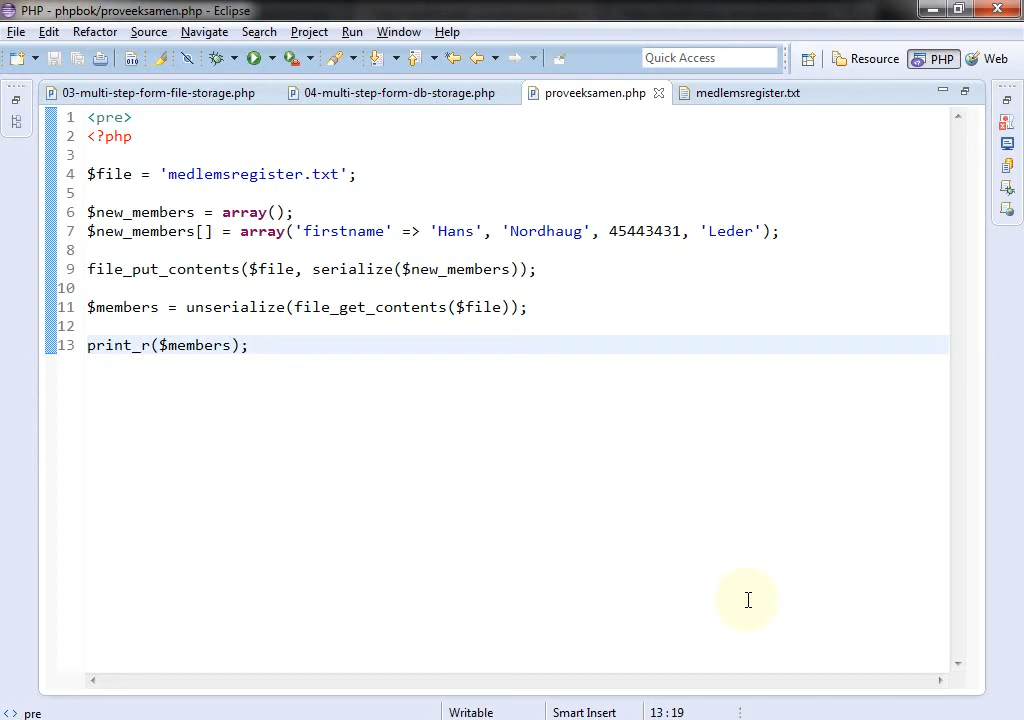 PHP - phpbok/proveeksamen.php - Eclipse
File Edit Refactor Source Navigate Search Project Run Window Help
010 Quick Access Resource PHP Web
03-multi-step-form-file-storage.php 04-multi-step-form-db-storage.php proveeksamen.php medlemsregister.txt
1 <pre>
2 <?php
3
4 $file = 'medlemsregister.txt';
5
6 $new_members = array();
7 $new_members[] = array('firstname' => 'Hans', 'Nordhaug', 45443431, 'Leder');
8
9 file_put_contents($file, serialize($new_members));
10
11 $members = unserialize(file_get_contents($file));
12
13 print_r($members);
<> pre Writable Smart Insert 13 : 19